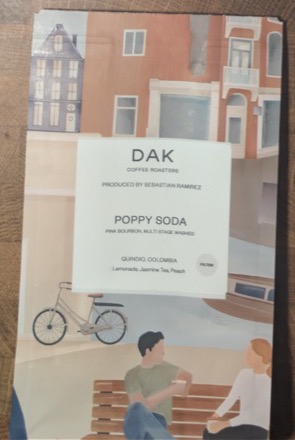 DAK
COFFEE ROASTERS
PRODUCED BY SEBASTIAN RAMIREZ
POPPY SODA
PINK BOURBON, MULTI STAGE WASHED
QUINDIO, COLOMBIA
Lemonade, Jasmine Tea, Peach
FILTER